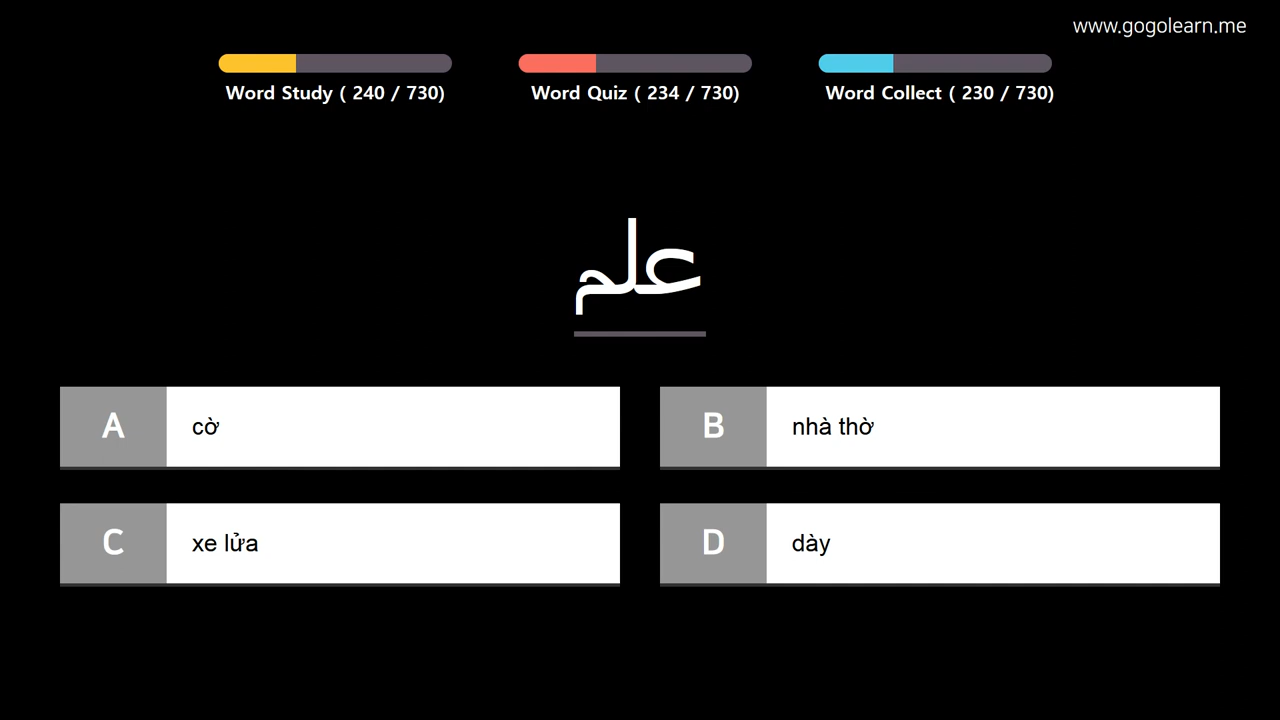 www.gogolearn.me
Word Study ( 240 / 730)
Word Quiz ( 234 / 730)
Word Collect ( 230 / 730)
علم
A
cờ
B
nhà thờ
C
xe lửa
D
dày